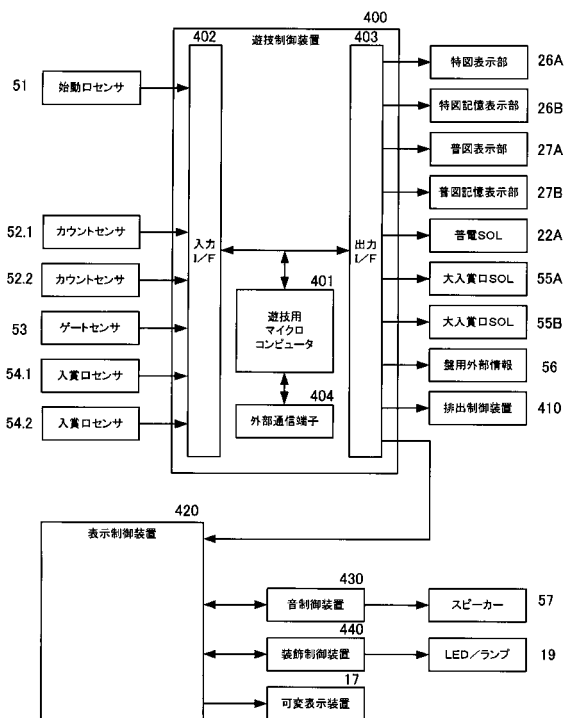 400
遊技制御装置
402
403
51
始動口センサ
52.1
カウントセンサ
52.2
カウントセンサ
53
ゲートセンサ
54.1
入賞口センサ
54.2
入賞口センサ
入力
I/F
出力
I/F
401
遊技用
マイクロ
コンピュータ
404
外部通信端子
特図表示部
26A
特図記憶表示部
26B
普図表示部
27A
普図記憶表示部
27B
普電SOL
22A
大入賞口SOL
55A
大入賞口SOL
55B
盤用外部情報
56
排出制御装置
410
420
表示制御装置
430
音制御装置
スピーカー
57
440
装飾制御装置
LED/ランプ
19
17
可変表示装置